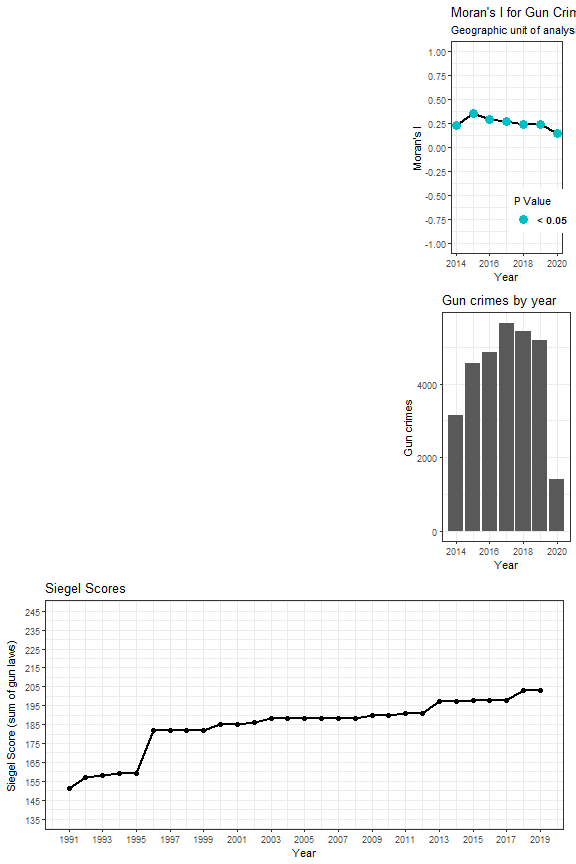 Moran's I for Gun Crim
Geographic unit of analysi
1.00
0.75
0.50
0.25
0.00
-0.25
-0.50
-0.75
-1.00
Moran's I
P Value
< 0.05
2014 2016 2018 2020
Year
Gun crimes by year
4000
2000
0
Gun crimes
2014 2016 2018 2020
Year
Siegel Scores
245
235
225
215
205
195
185
175
165
155
145
135
Siegel Score (sum of gun laws)
1991 1993 1995 1997 1999 2001 2003 2005 2007 2009 2011 2013 2015 2017 2019
Year